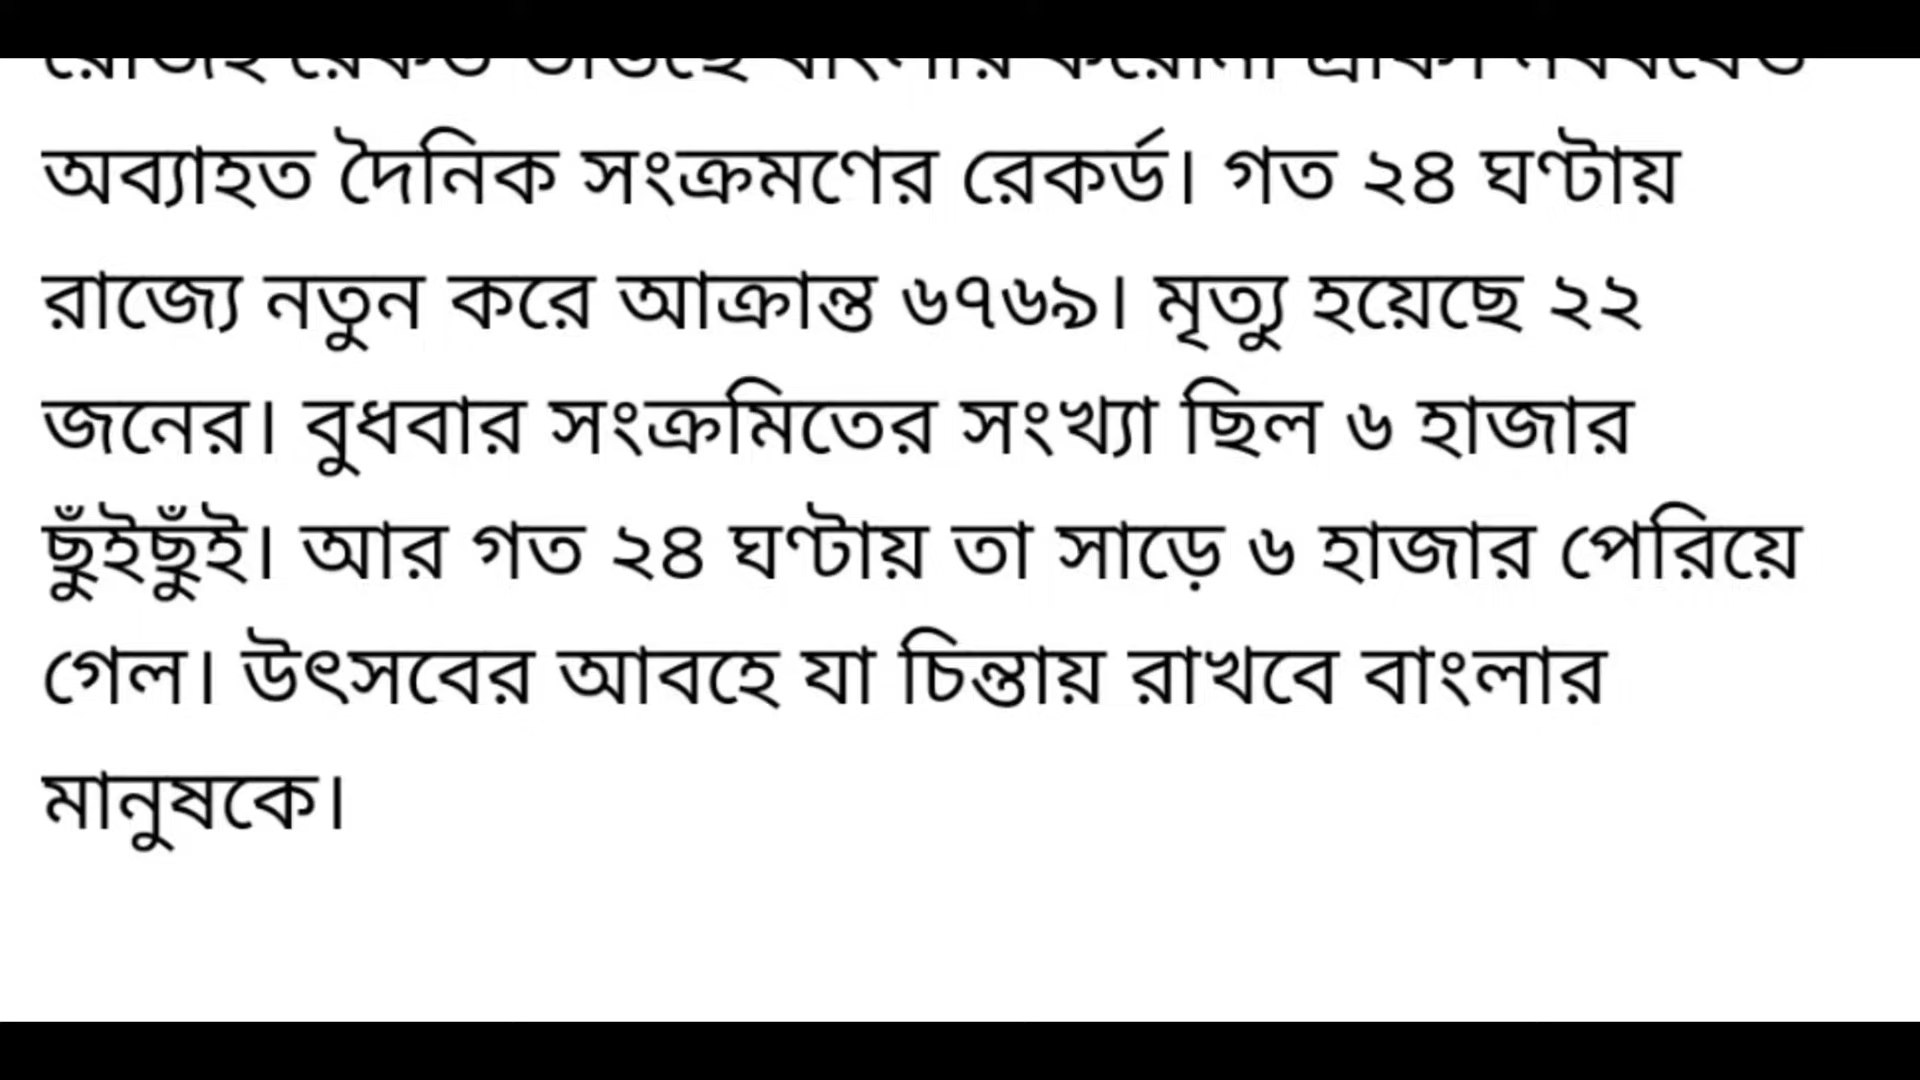 অব্যাহত দৈনিক সংক্রমণের রেকর্ড। গত ২৪ ঘণ্টায়
রাজ্যে নতুন করে আক্রান্ত ৬৭৬৯। মৃত্যু হয়েছে ২২
জনের। বুধবার সংক্রমিতের সংখ্যা ছিল ৬ হাজার
ছুঁইছুঁই। আর গত ২৪ ঘণ্টায় তা সাড়ে ৬ হাজার পেরিয়ে
গেল। উৎসবের আবহে যা চিন্তায় রাখবে বাংলার
মানুষকে।